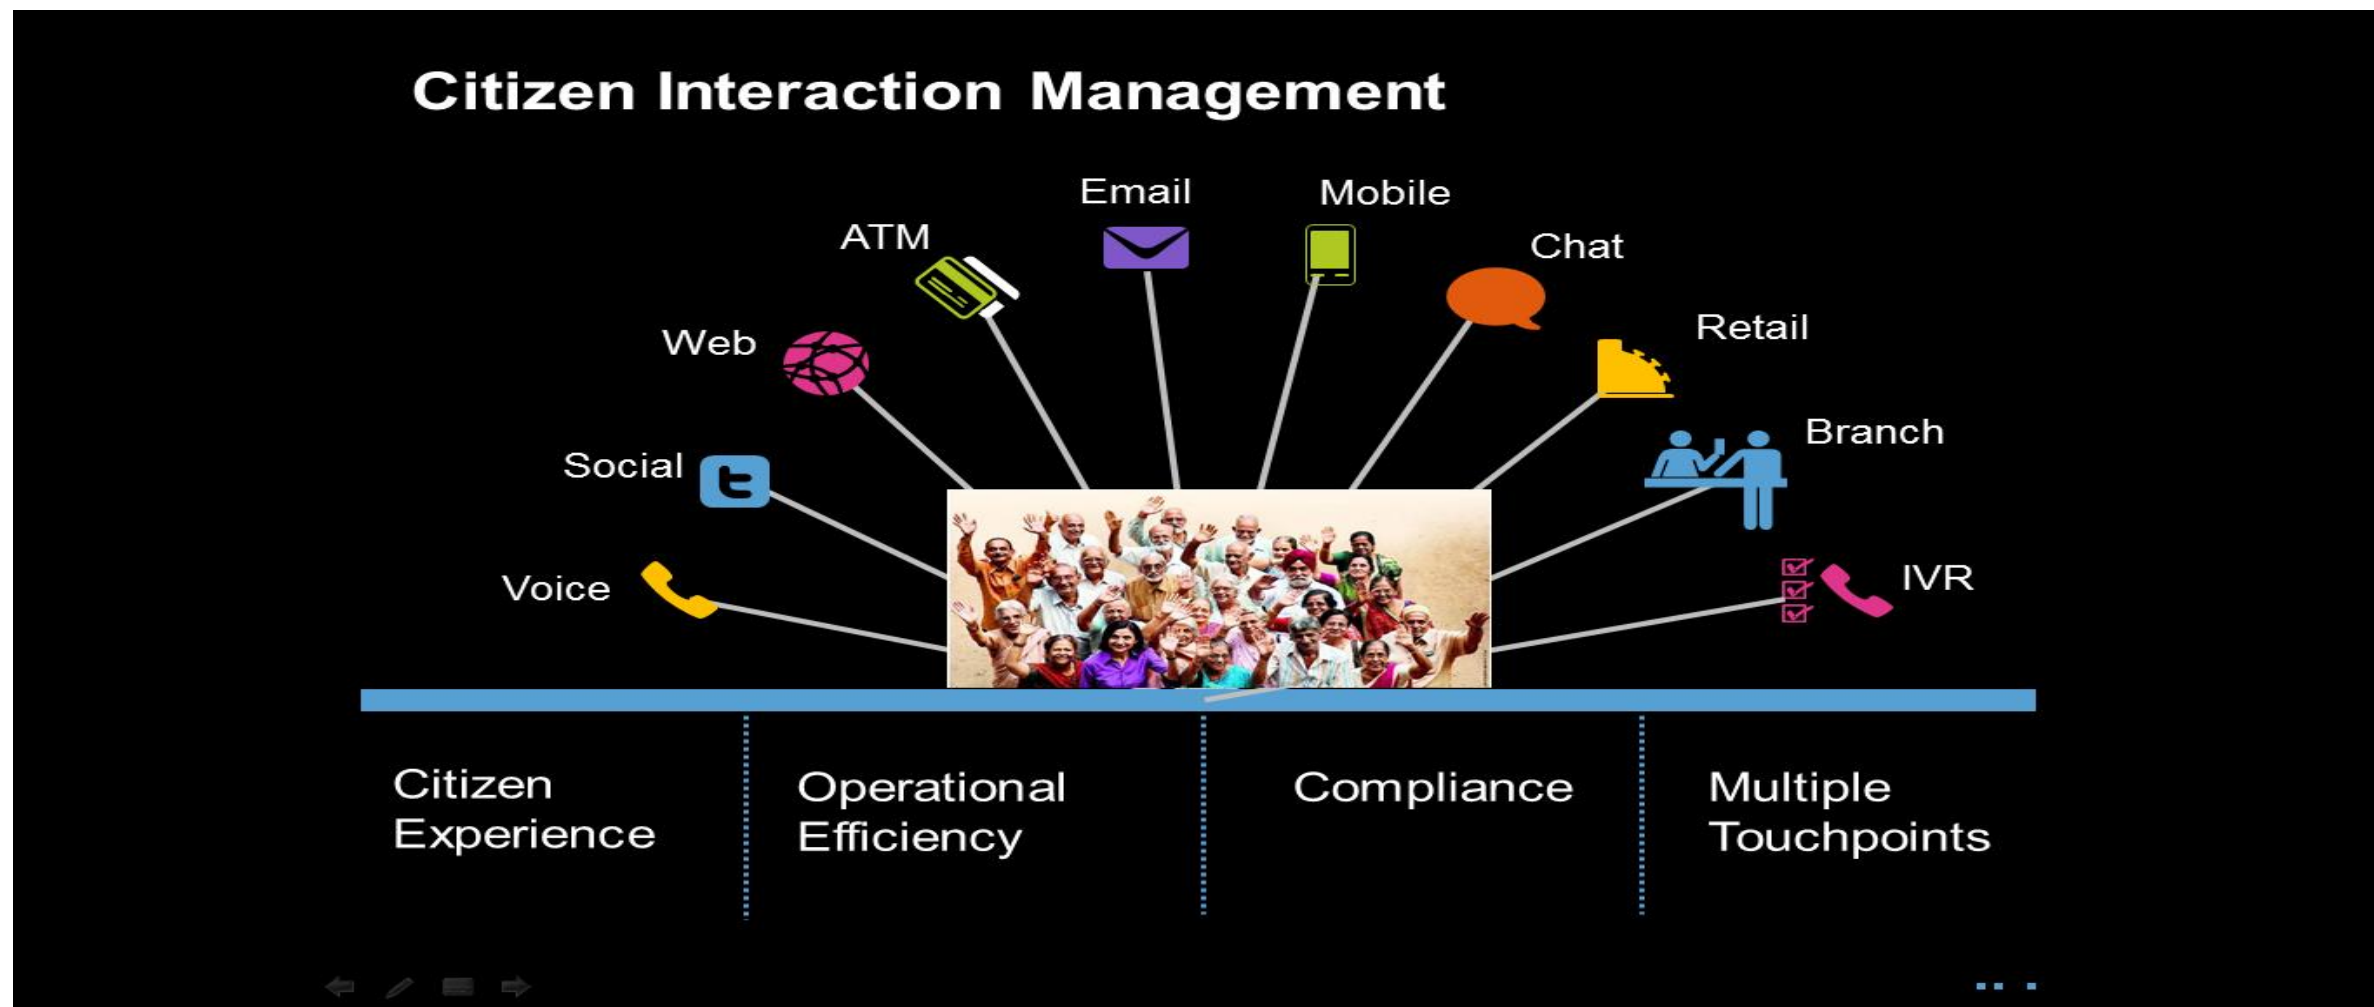 Citizen Interaction Management
Email
Mobile
ATM
Chat
Web
Retail
Social
Branch
Voice
IVR
Citizen
Experience
Operational
Efficiency
Compliance
Multiple
Touchpoints